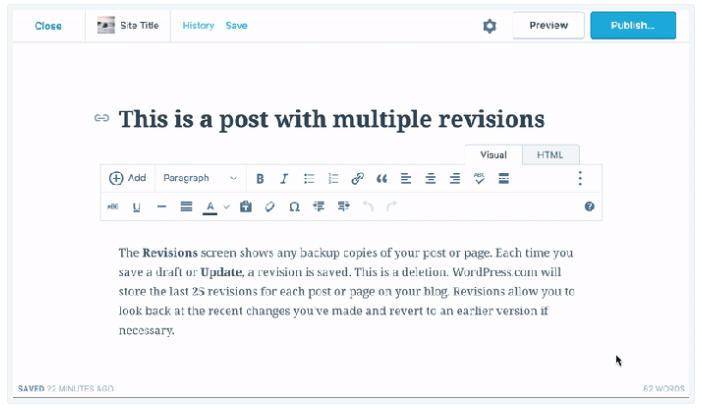 Close Site Title History Save Preview Publish...
This is a post with multiple revisions
Visual HTML
Add Paragraph B I ABC
ABC U A Ω
The Revisions screen shows any backup copies of your post or page. Each time you
save a draft or Update, a revision is saved. This is a deletion. WordPress.com will
store the last 25 revisions for each post or page on your blog. Revisions allow you to
look back at the recent changes you've made and revert to an earlier version if
necessary.
SAVED 22 MINUTES AGO 62 WORDS